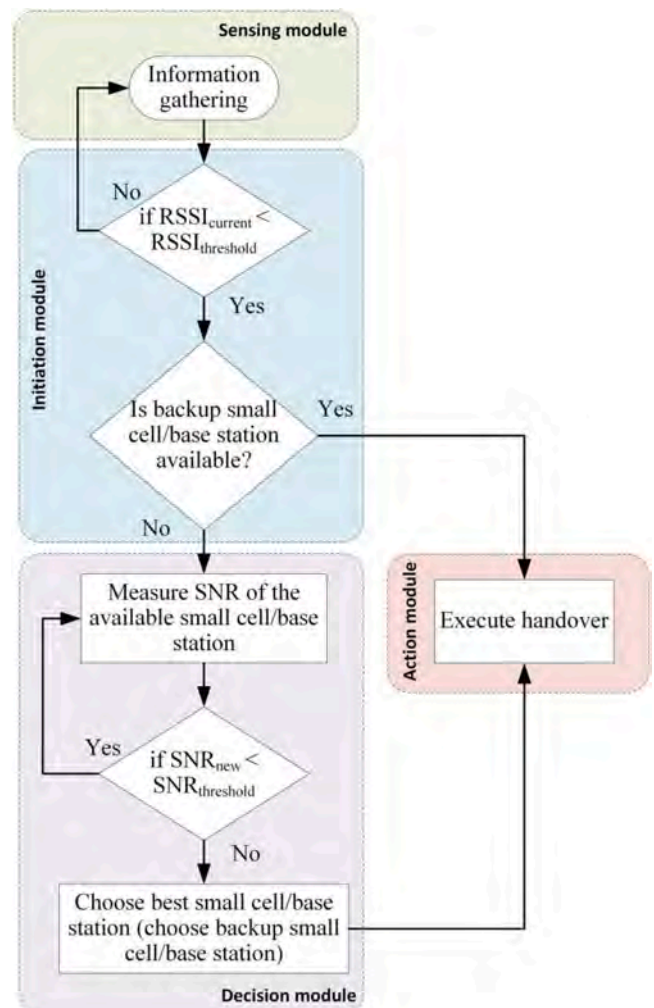 Sensing module
Information
gathering
No
if RSSIcurrent <
RSSIthreshold
Yes
Initiation module
Is backup small
cell/base station
available?
Yes
No
Measure SNR of the
available small cell/base
station
Action module
Execute handover
Yes
if SNRnew <
SNRthreshold
No
Choose best small cell/base
station (choose backup small
cell/base station)
Decision module